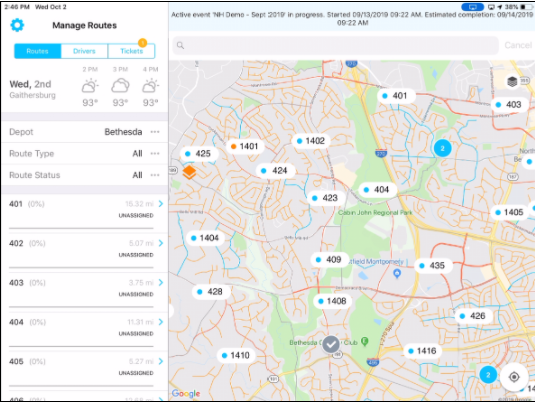 2:46 PM Wed Oct 2
38%
Manage Routes
Routes
Drivers
Tickets
Wed, 2nd
Gaithersburg
2 PM
3 PM
4 PM
93°
93°
93°
Depot
Bethesda
Route Type
All
Route Status
All
401 (0%)
16.32 mi
UNASSIGNED
402 (0%)
5.07 mi
UNASSIGNED
403 (0%)
3.75 mi
UNASSIGNED
404 (0%)
11.31 mi
UNASSIGNED
405 (0%)
5.27 mi
UNASSIGNED
Active event 'NH Demo - Sept 2019' in progress. Started 09/13/2019 09:22 AM. Estimated completion: 09/14/2019
09:22 AM
Cancel
401
403
1402
1401
2
425
424
404
423
Cabin John Regional Park
1405
1404
409
435
428
1408
426
Bethesda
Club
1416
1410
2
Google